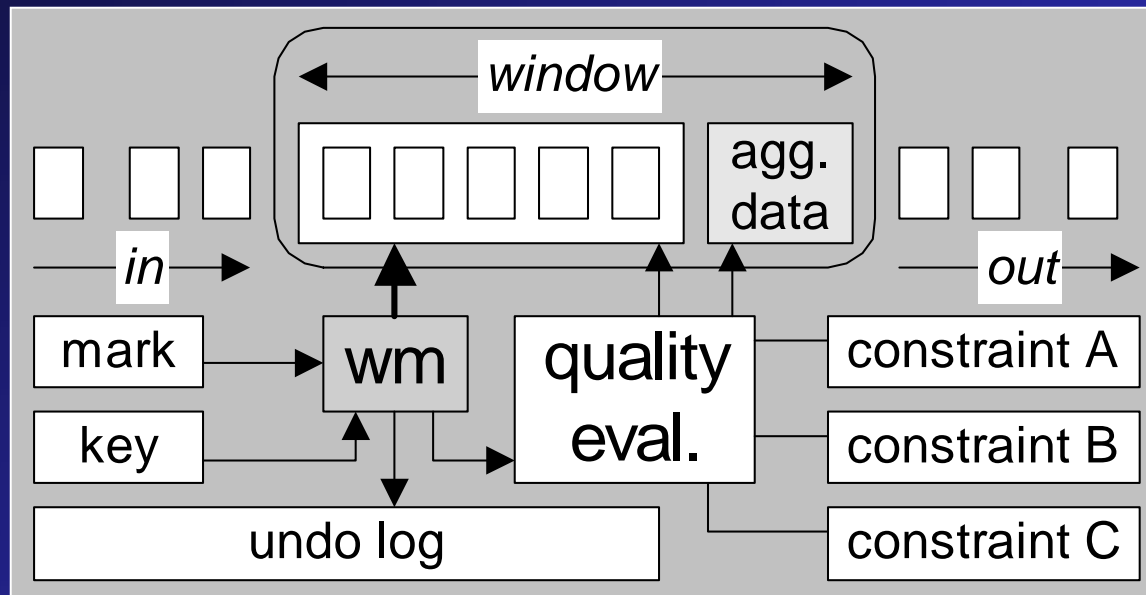 window
agg.
data
in
out
mark
wm
quality
eval.
constraint A
key
constraint B
undo log
constraint C